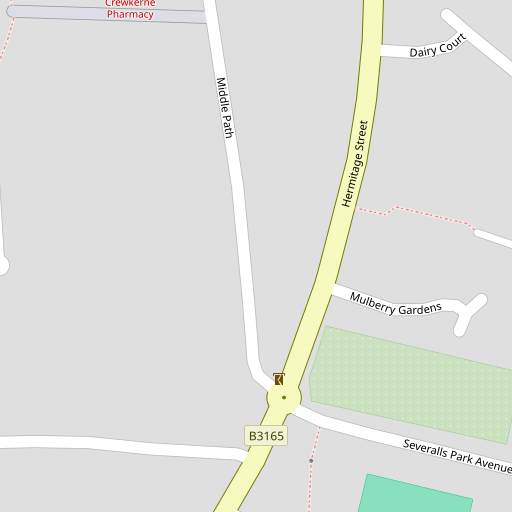 Crewkerne
Pharmacy
Dairy Court
Middle Path
Hermitage Street
Mulberry Gardens
B3165
Severalls Park Avenue